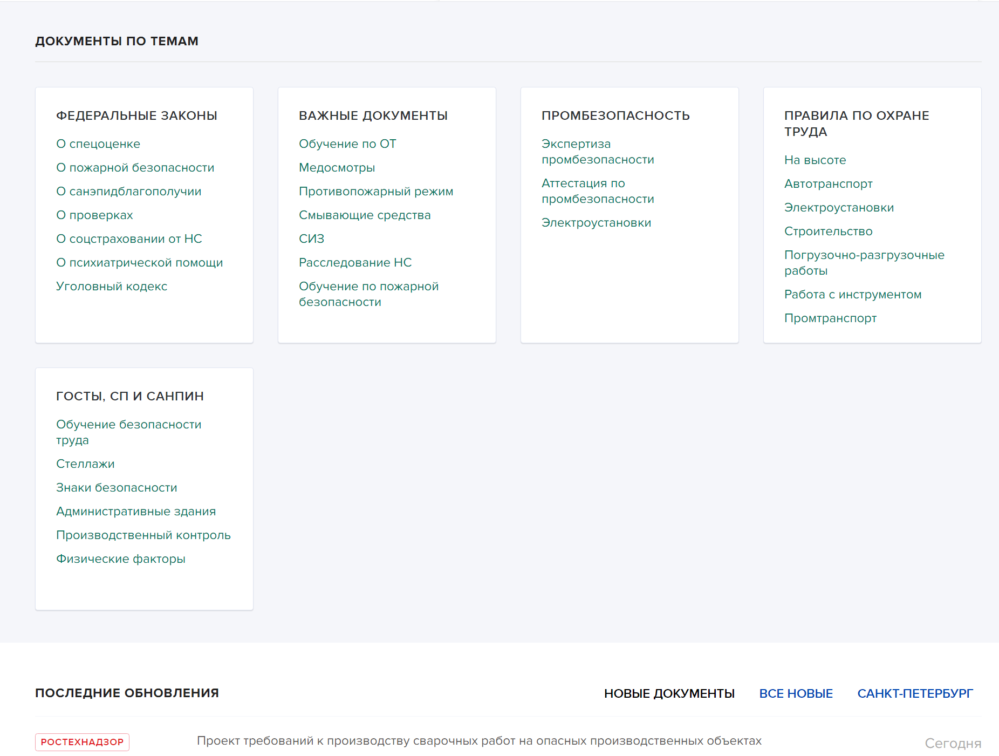 ДОКУМЕНТЫ ПО ТЕМАМ
ФЕДЕРАЛЬНЫЕ ЗАКОНЫ
О спецоценке
О пожарной безопасности
О санэпидблагополучии
О проверках
О соцстраховании от НС
О психиатрической помощи
Уголовный кодекс
ВАЖНЫЕ ДОКУМЕНТЫ
Обучение по ОТ
Медосмотры
Противопожарный режим
Смывающие средства
СИЗ
Расследование НС
Обучение по пожарной
безопасности
ПРОМБЕЗОПАСНОСТЬ
Экспертиза
промбезопасности
Аттестация по
промбезопасности
Электроустановки
ПРАВИЛА ПО ОХРАНЕ
ТРУДА
На высоте
Автотранспорт
Электроустановки
Строительство
Погрузочно-разгрузочные
работы
Работа с инструментом
Промтранспорт
ГОСТЫ, СП И САНПИН
Обучение безопасности
труда
Стеллажи
Знаки безопасности
Административные здания
Производственный контроль
Физические факторы
ПОСЛЕДНИЕ ОБНОВЛЕНИЯ
НОВЫЕ ДОКУМЕНТЫ
ВСЕ НОВЫЕ
САНКТ-ПЕТЕРБУРГ
РОСТЕХНАДЗОР
Проект требований к производству сварочных работ на опасных производственных объектах
Сегодня